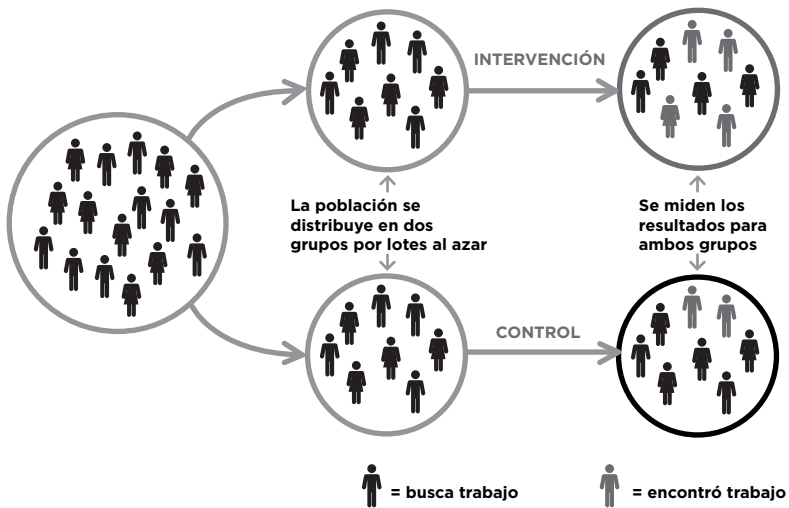 INTERVENCIÓN
La población se
distribuye en dos
grupos por lotes al azar
Se miden los
resultados para
ambos grupos
CONTROL
= busca trabajo
= encontró trabajo